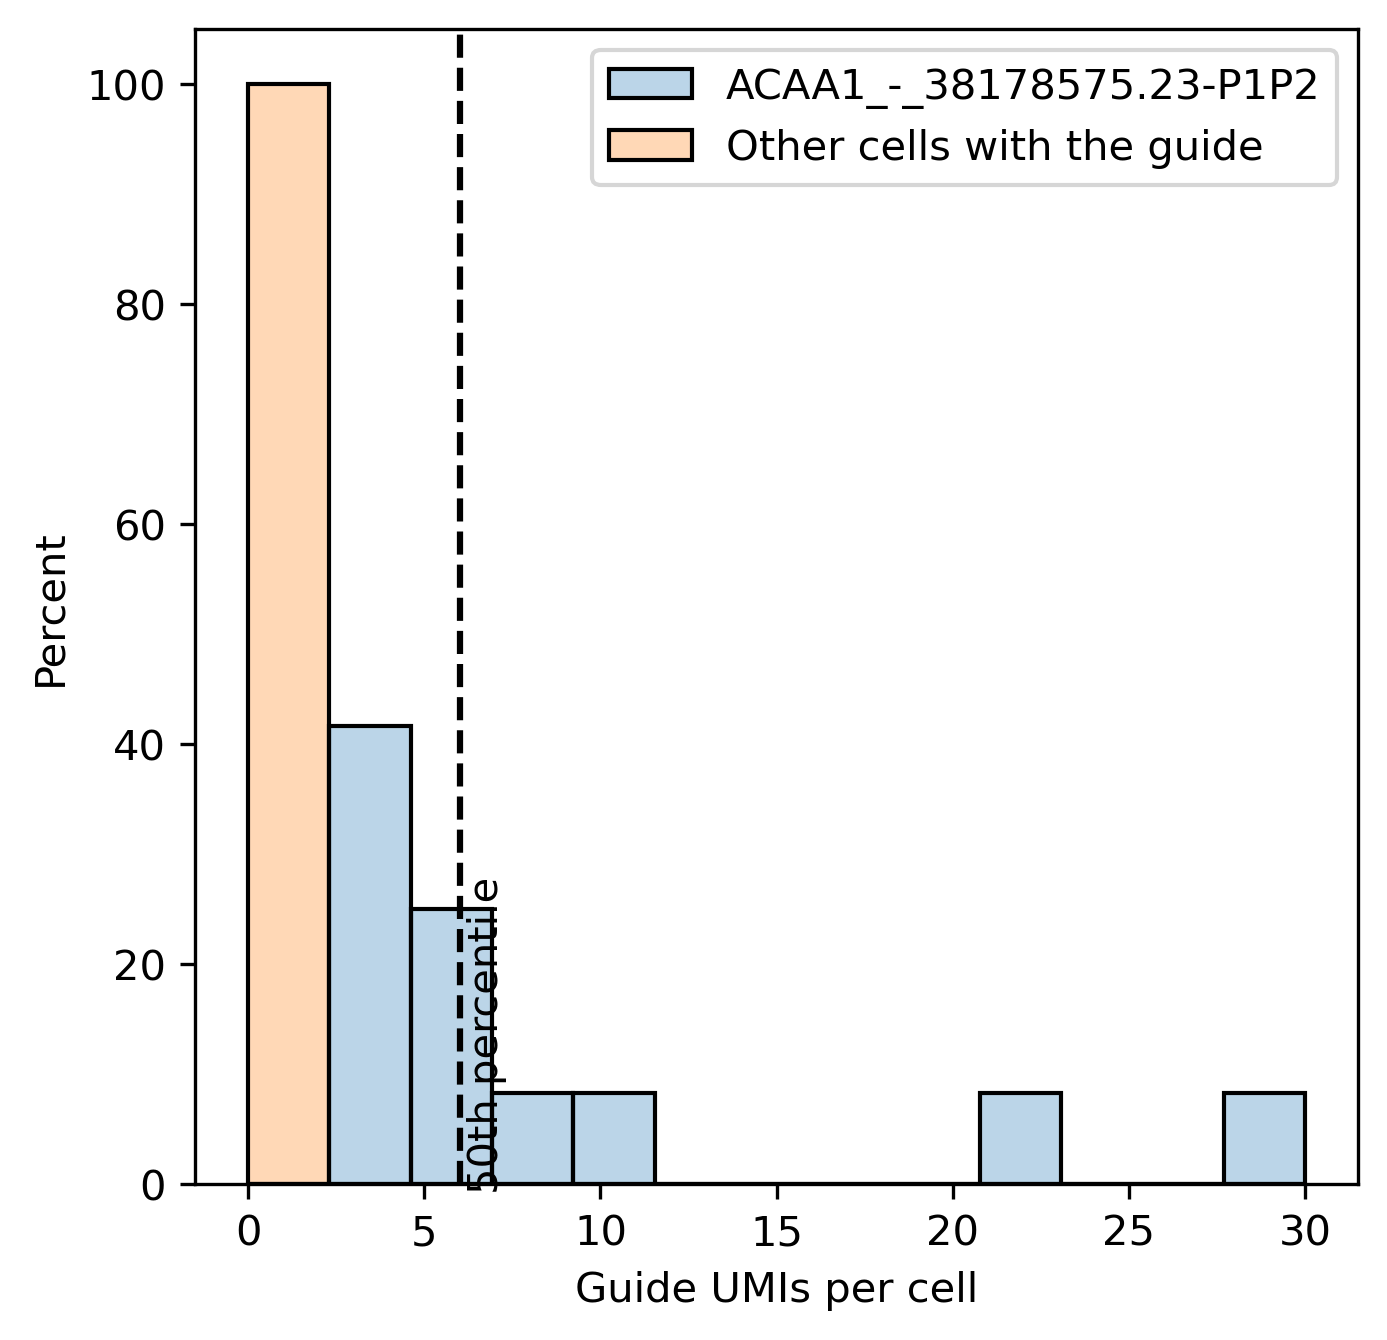 ACAA1_-_38178575.23-P1P2
Other cells with the guide
100
80
60
40
20
0
Percent
50th percentile
0 5 10 15 20 25 30
Guide UMIs per cell